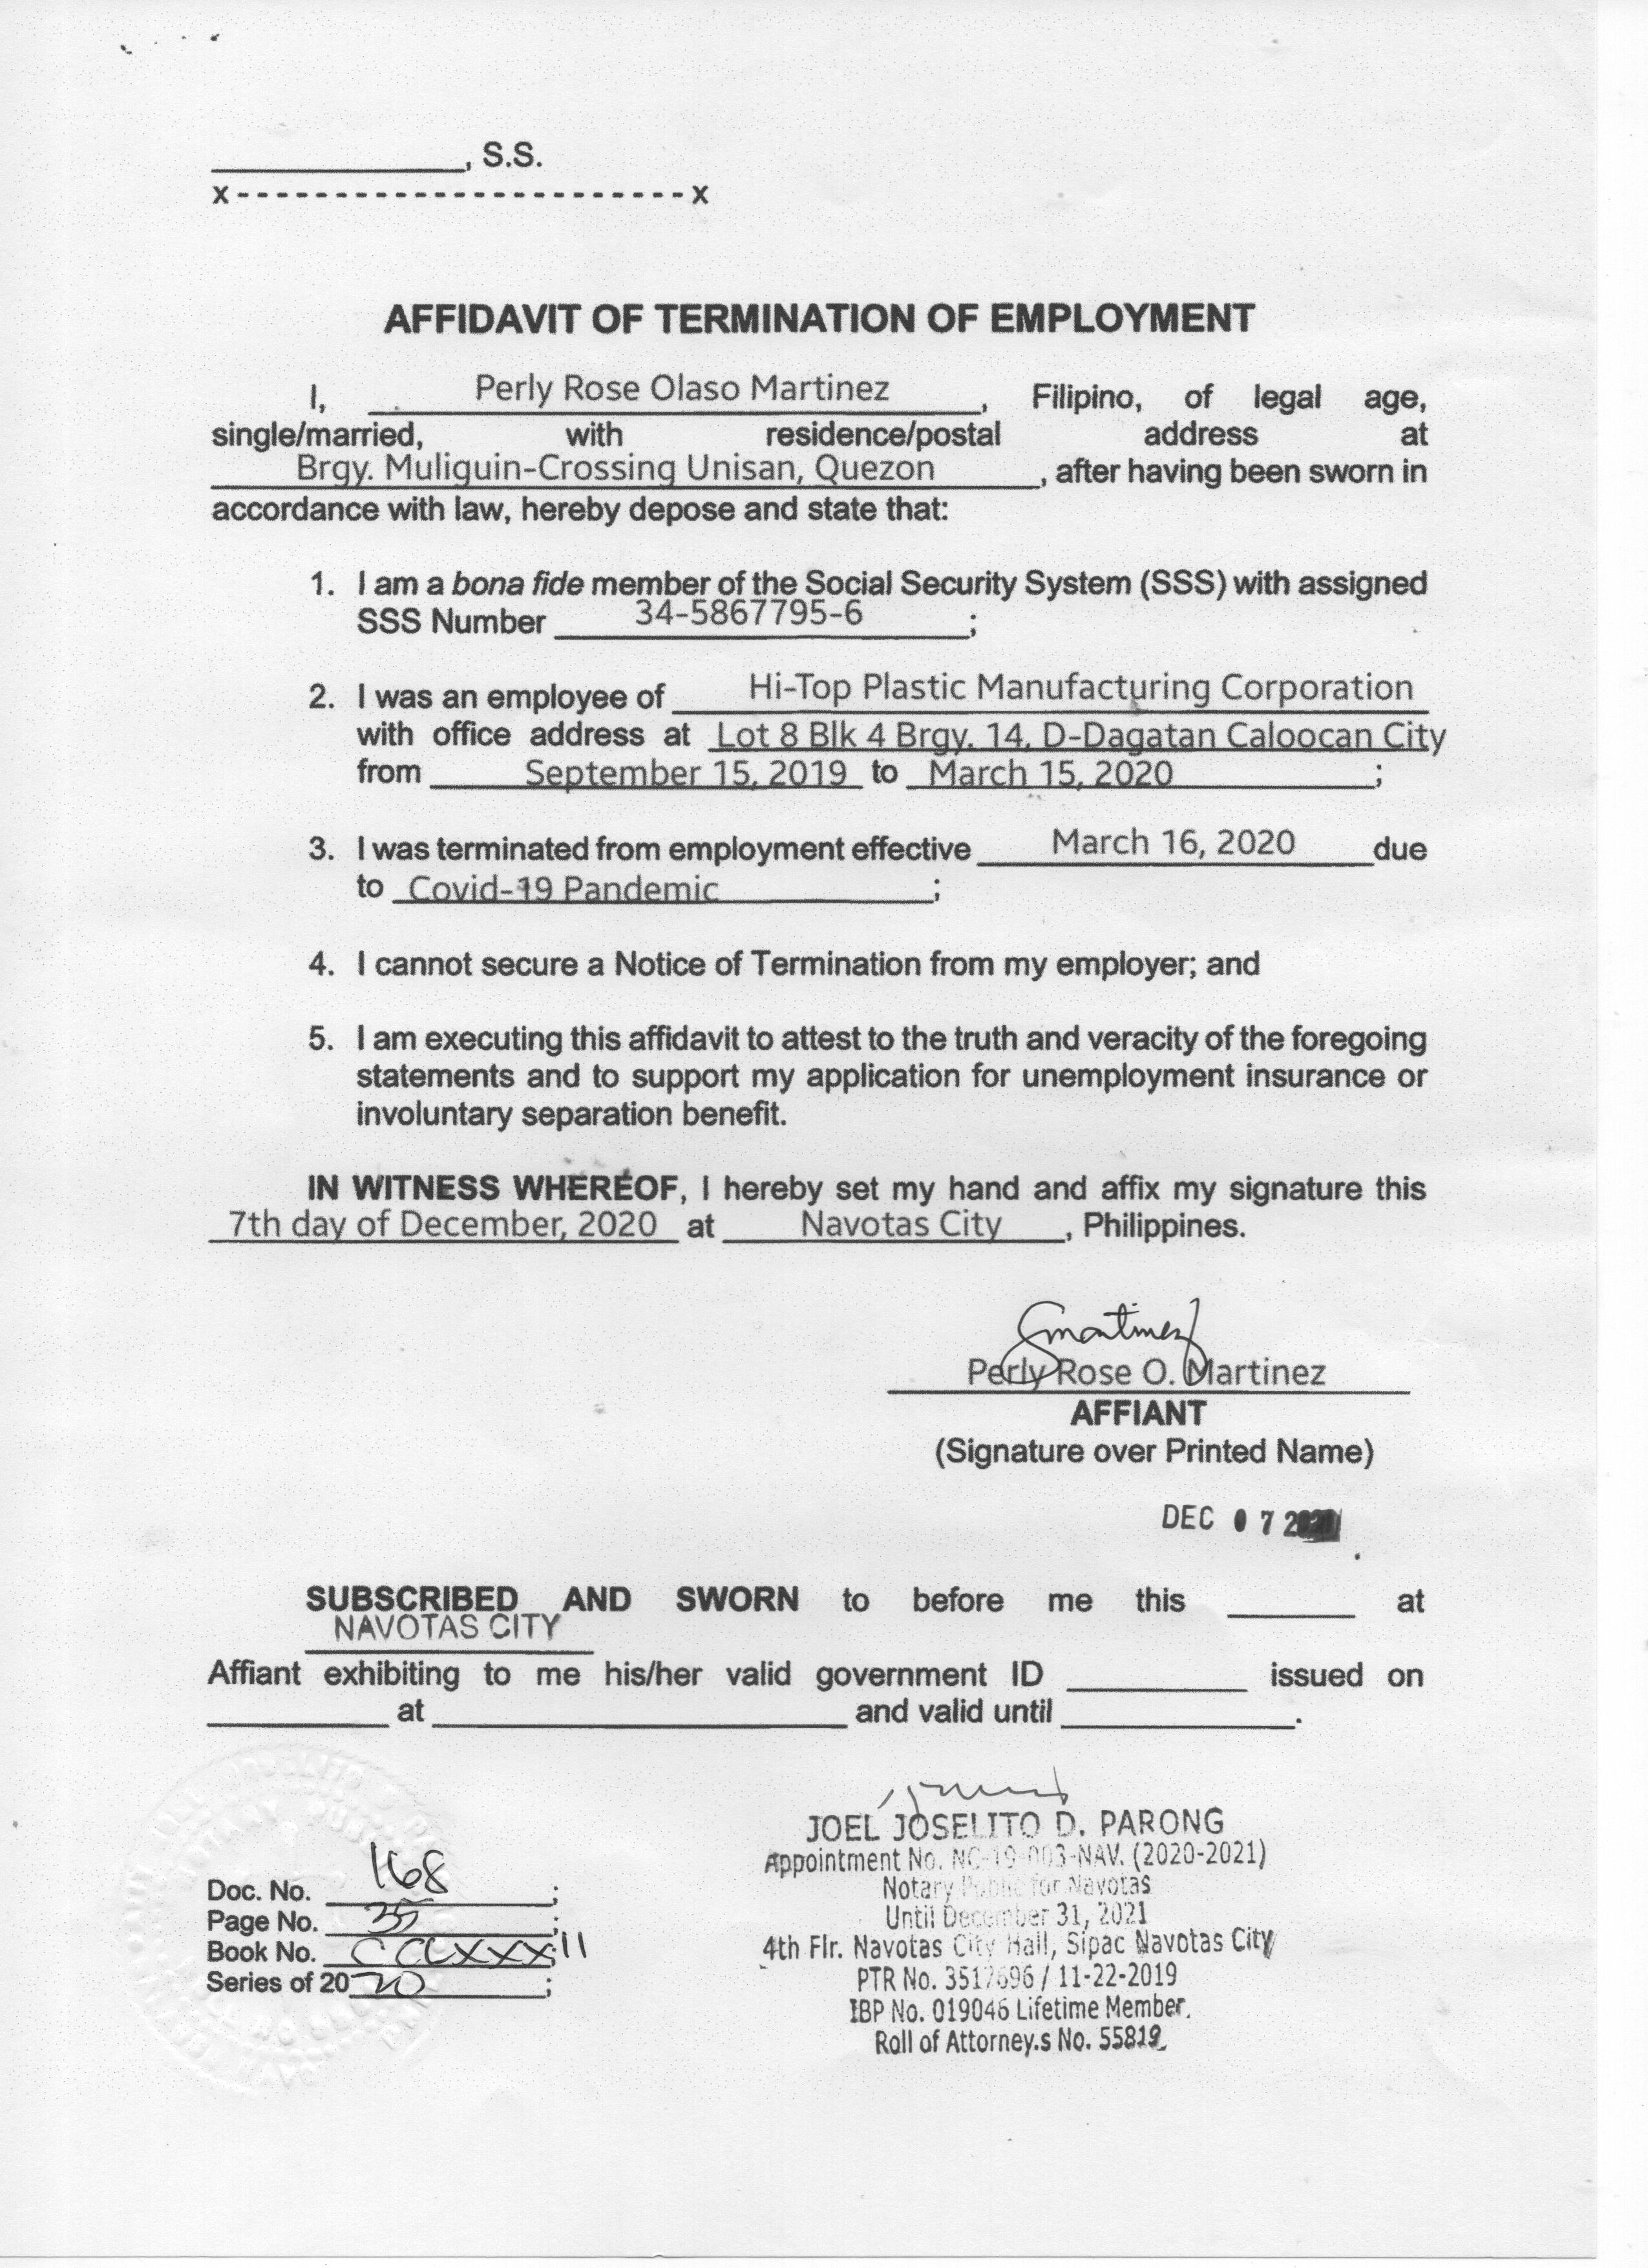 ____________, S.S.
x-----------------------x
AFFIDAVIT OF TERMINATION OF EMPLOYMENT
I, Perly Rose Olaso Martinez, Filipino, of legal age,
single/married, with residence/postal address at
Brgy. Muliguin-Crossing Unisan, Quezon, after having been sworn in
accordance with law, hereby depose and state that:
1. I am a bona fide member of the Social Security System (SSS) with assigned
SSS Number 34-5867795-6;
2. I was an employee of Hi-Top Plastic Manufacturing Corporation
with office address at Lot 8 Blk 4 Brgy. 14, D-Dagatan Caloocan City
from September 15, 2019 to March 15, 2020;
3. I was terminated from employment effective March 16, 2020 due
to Covid-19 Pandemic;
4. I cannot secure a Notice of Termination from my employer; and
5. I am executing this affidavit to attest to the truth and veracity of the foregoing
statements and to support my application for unemployment insurance or
involuntary separation benefit.
IN WITNESS WHEREOF, I hereby set my hand and affix my signature this
7th day of December, 2020 at Navotas City, Philippines.
Perly Rose O. Martinez
AFFIANT
(Signature over Printed Name)
DEC 07
SUBSCRIBED AND SWORN to before me this ______ at
NAVOTAS CITY
Affiant exhibiting to me his/her valid government ID ________ issued on
________ at ____________________ and valid until ___________.
JOEL JOSELITO D. PARONG
Appointment No. NC-19-003-NAV. (2020-2021)
Notary Public for Navotas
Until December 31, 2021
4th Flr. Navotas City Hall, Sipac Navotas City
PTR No. 3517696 / 11-22-2019
IBP No. 019046 Lifetime Member.
Roll of Attorney.s No. 55819
Doc. No. 168;
Page No. 35;
Book No. CCCXXXII
Series of 2020;